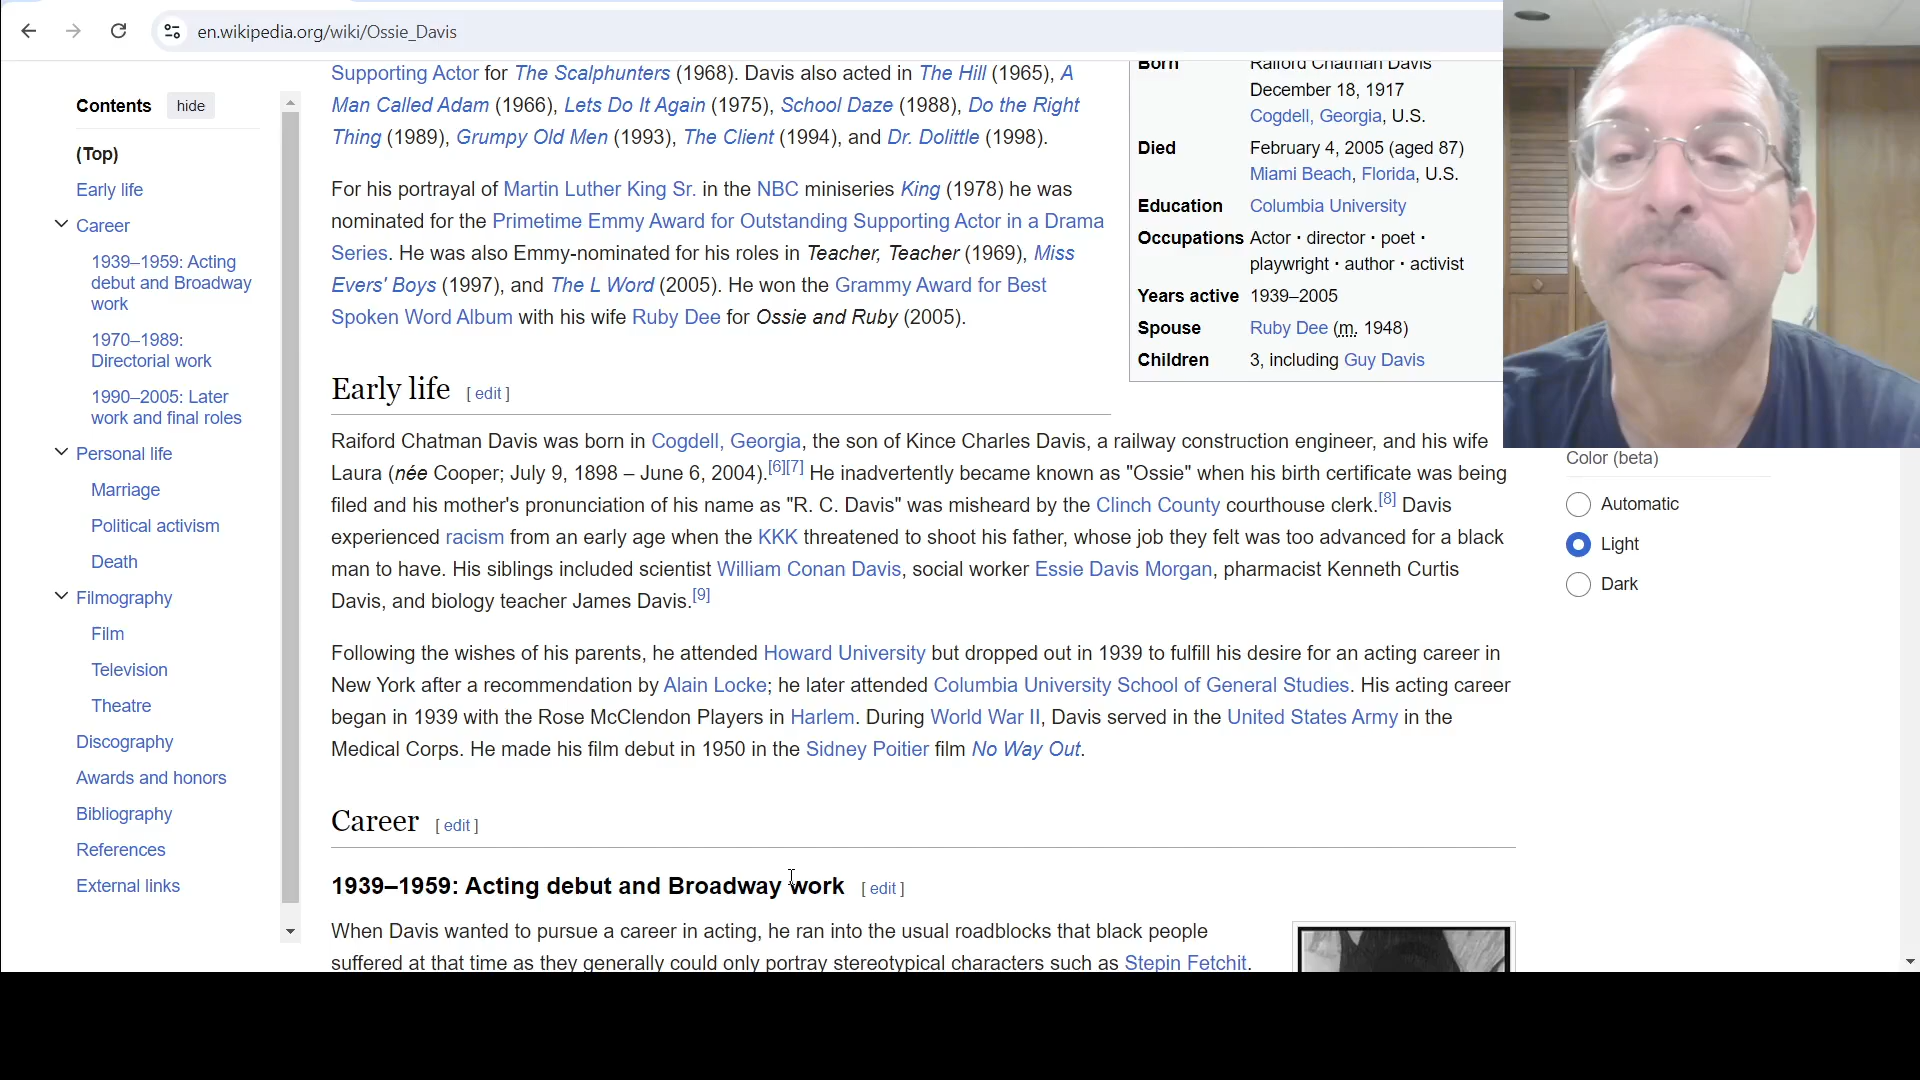 en.wikipedia.org/wiki/Ossie_Davis
Contents hide
(Top)
Early life
Career
1939–1959: Acting
debut and Broadway
work
1970–1989:
Directorial work
1990–2005: Later
work and final roles
Personal life
Marriage
Political activism
Death
Filmography
Film
Television
Theatre
Discography
Awards and honors
Bibliography
References
External links
Supporting Actor for The Scalphunters (1968). Davis also acted in The Hill (1965), A
Man Called Adam (1966), Lets Do It Again (1975), School Daze (1988), Do the Right
Thing (1989), Grumpy Old Men (1993), The Client (1994), and Dr. Dolittle (1998).
For his portrayal of Martin Luther King Sr. in the NBC miniseries King (1978) he was
nominated for the Primetime Emmy Award for Outstanding Supporting Actor in a Drama
Series. He was also Emmy-nominated for his roles in Teacher, Teacher (1969), Miss
Evers' Boys (1997), and The L Word (2005). He won the Grammy Award for Best
Spoken Word Album with his wife Ruby Dee for Ossie and Ruby (2005).
Born Raiford Chatman Davis
December 18, 1917
Cogdell, Georgia, U.S.
Died February 4, 2005 (aged 87)
Miami Beach, Florida, U.S.
Education Columbia University
Occupations Actor · director · poet ·
playwright · author · activist
Years active 1939–2005
Spouse Ruby Dee (m. 1948)
Children 3, including Guy Davis
Early life [ edit ]
Raiford Chatman Davis was born in Cogdell, Georgia, the son of Kince Charles Davis, a railway construction engineer, and his wife
Laura (née Cooper; July 9, 1898 – June 6, 2004).[6][7] He inadvertently became known as "Ossie" when his birth certificate was being
filed and his mother's pronunciation of his name as "R. C. Davis" was misheard by the Clinch County courthouse clerk.[8] Davis
experienced racism from an early age when the KKK threatened to shoot his father, whose job they felt was too advanced for a black
man to have. His siblings included scientist William Conan Davis, social worker Essie Davis Morgan, pharmacist Kenneth Curtis
Davis, and biology teacher James Davis.[9]
Following the wishes of his parents, he attended Howard University but dropped out in 1939 to fulfill his desire for an acting career in
New York after a recommendation by Alain Locke; he later attended Columbia University School of General Studies. His acting career
began in 1939 with the Rose McClendon Players in Harlem. During World War II, Davis served in the United States Army in the
Medical Corps. He made his film debut in 1950 in the Sidney Poitier film No Way Out.
Career [ edit ]
1939–1959: Acting debut and Broadway work [ edit ]
When Davis wanted to pursue a career in acting, he ran into the usual roadblocks that black people
suffered at that time as they generally could only portray stereotypical characters such as Stepin Fetchit.
Color (beta)
Automatic
Light
Dark